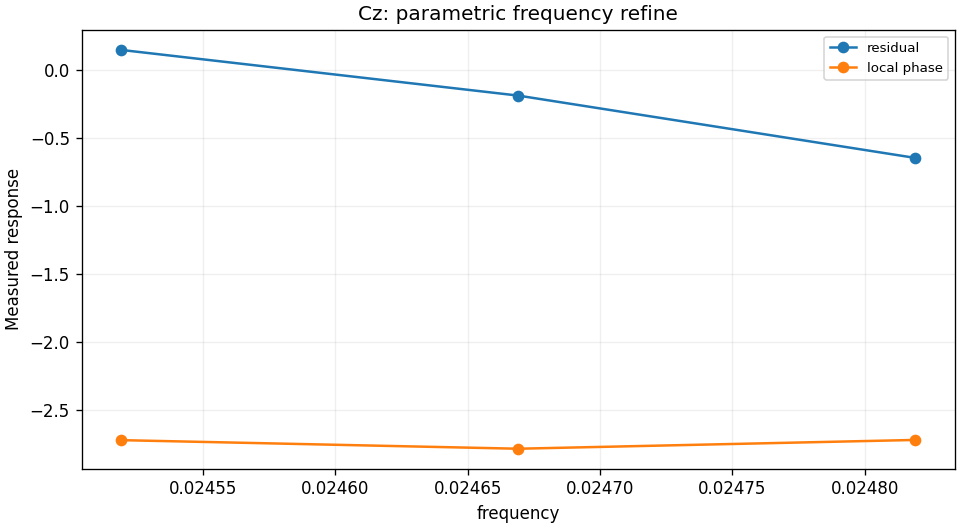 Cz: parametric frequency refine
residual
local phase
Measured response
0.0
−0.5
−1.0
−1.5
−2.0
−2.5
0.02455 0.02460 0.02465 0.02470 0.02475 0.02480
frequency